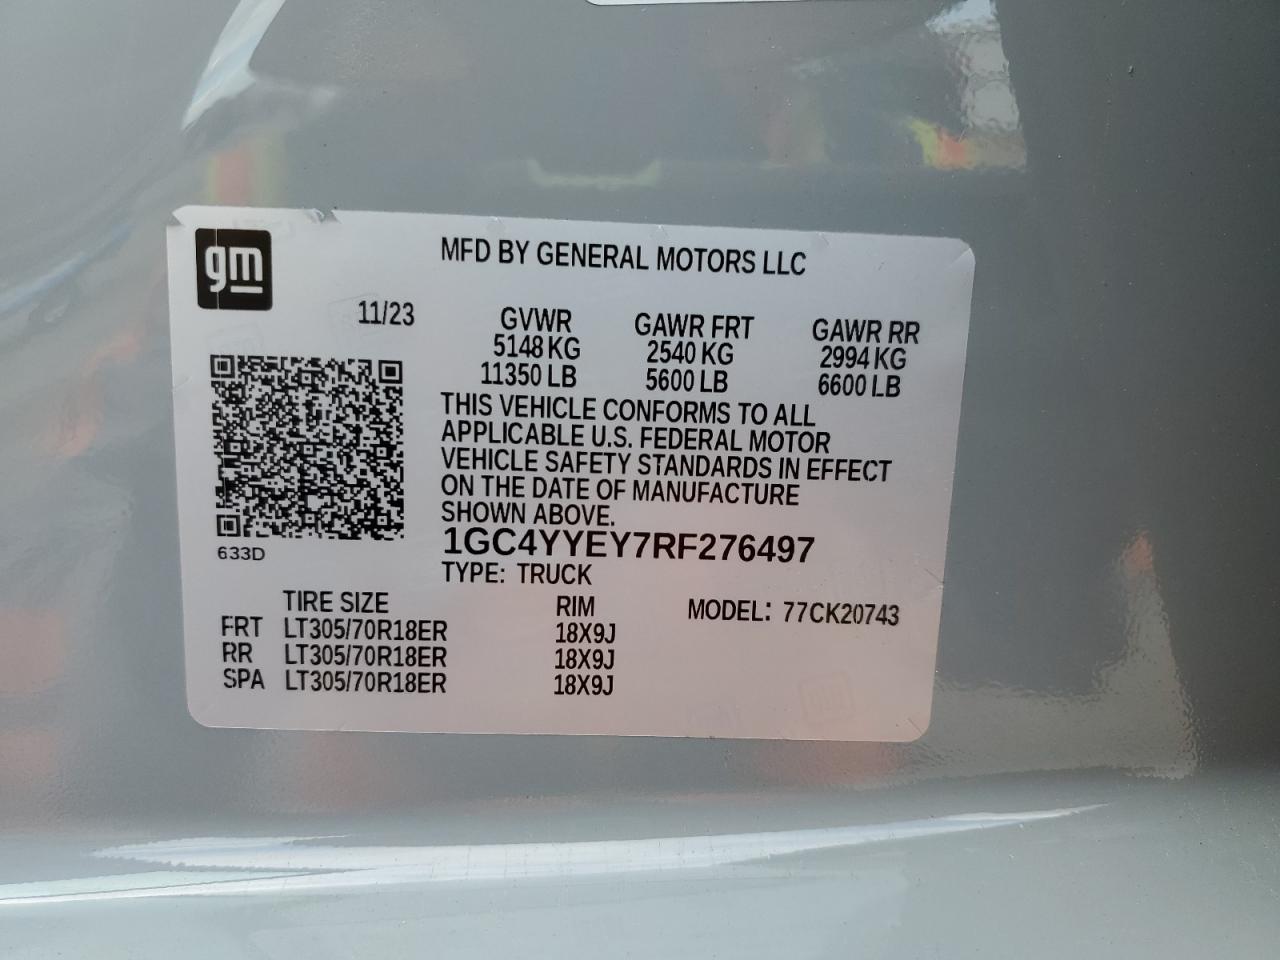 gm
MFD BY GENERAL MOTORS LLC
11/23
GVWR GAWR FRT GAWR RR
5148 KG 2540 KG 2994 KG
11350 LB 5600 LB 6600 LB
THIS VEHICLE CONFORMS TO ALL
APPLICABLE U.S. FEDERAL MOTOR
VEHICLE SAFETY STANDARDS IN EFFECT
ON THE DATE OF MANUFACTURE
SHOWN ABOVE.
633D
1GC4YYEY7RF276497
TYPE: TRUCK
TIRE SIZE RIM MODEL: 77CK20743
FRT LT305/70R18ER 18X9J
RR LT305/70R18ER 18X9J
SPA LT305/70R18ER 18X9J